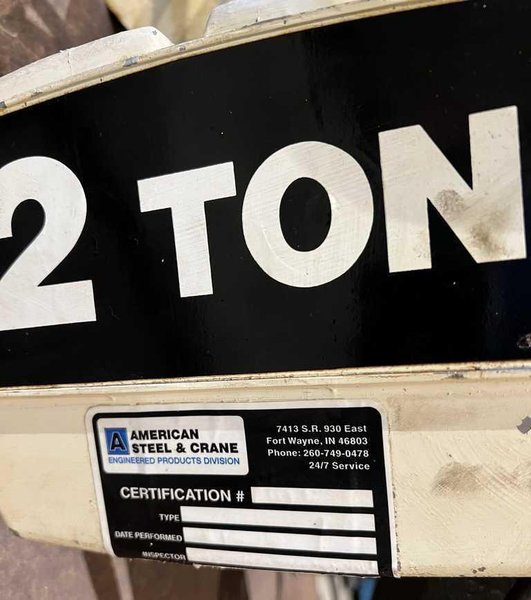 2 TON
A AMERICAN
STEEL & CRANE
ENGINEERED PRODUCTS DIVISION
7413 S.R. 930 East
Fort Wayne, IN 46803
Phone: 260-749-0478
24/7 Service
CERTIFICATION #
TYPE
DATE PERFORMED
INSPECTOR